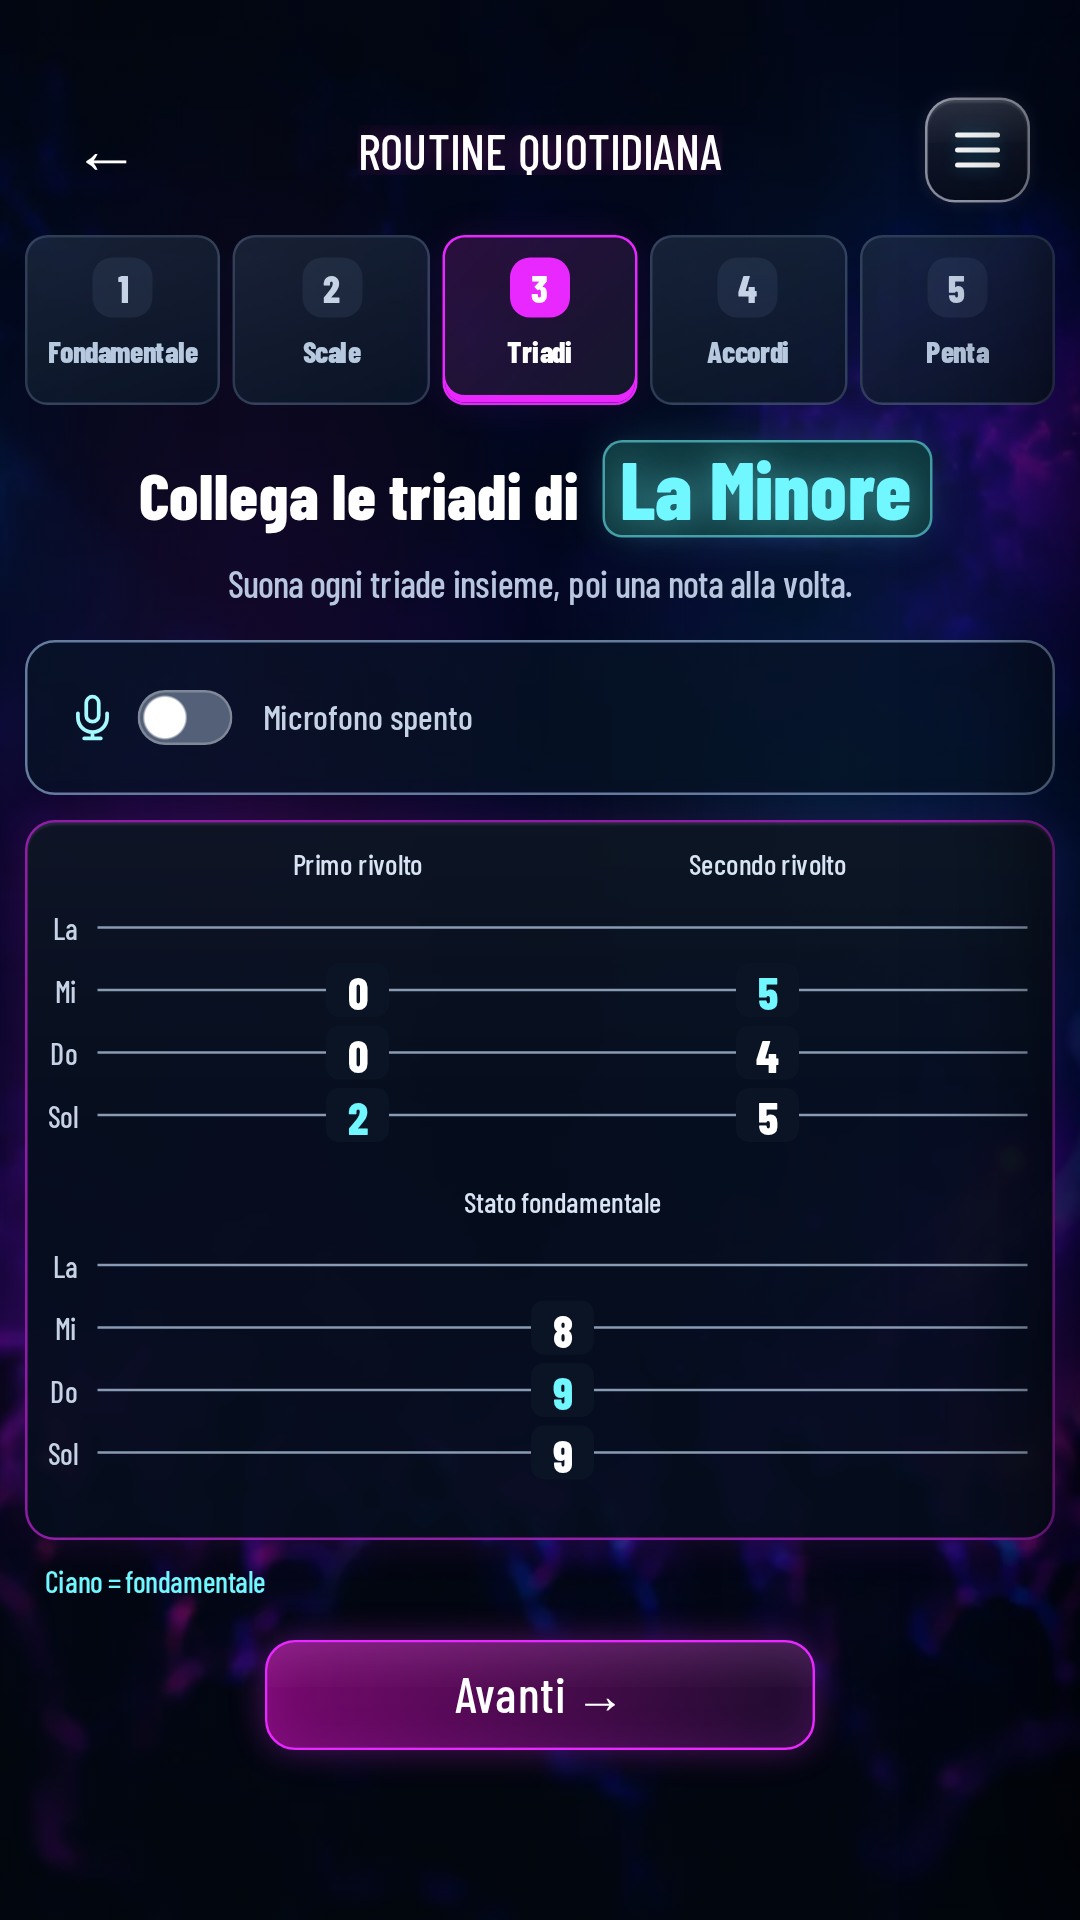 ←
ROUTINE QUOTIDIANA
1
Fondamentale
2
Scale
3
Triadi
4
Accordi
5
Penta
Collega le triadi di La Minore
Suona ogni triade insieme, poi una nota alla volta.
Microfono spento
Primo rivolto Secondo rivolto
La
Mi 0 5
Do 0 4
Sol 2 5
Stato fondamentale
La
Mi 8
Do 9
Sol 9
Ciano = fondamentale
Avanti →